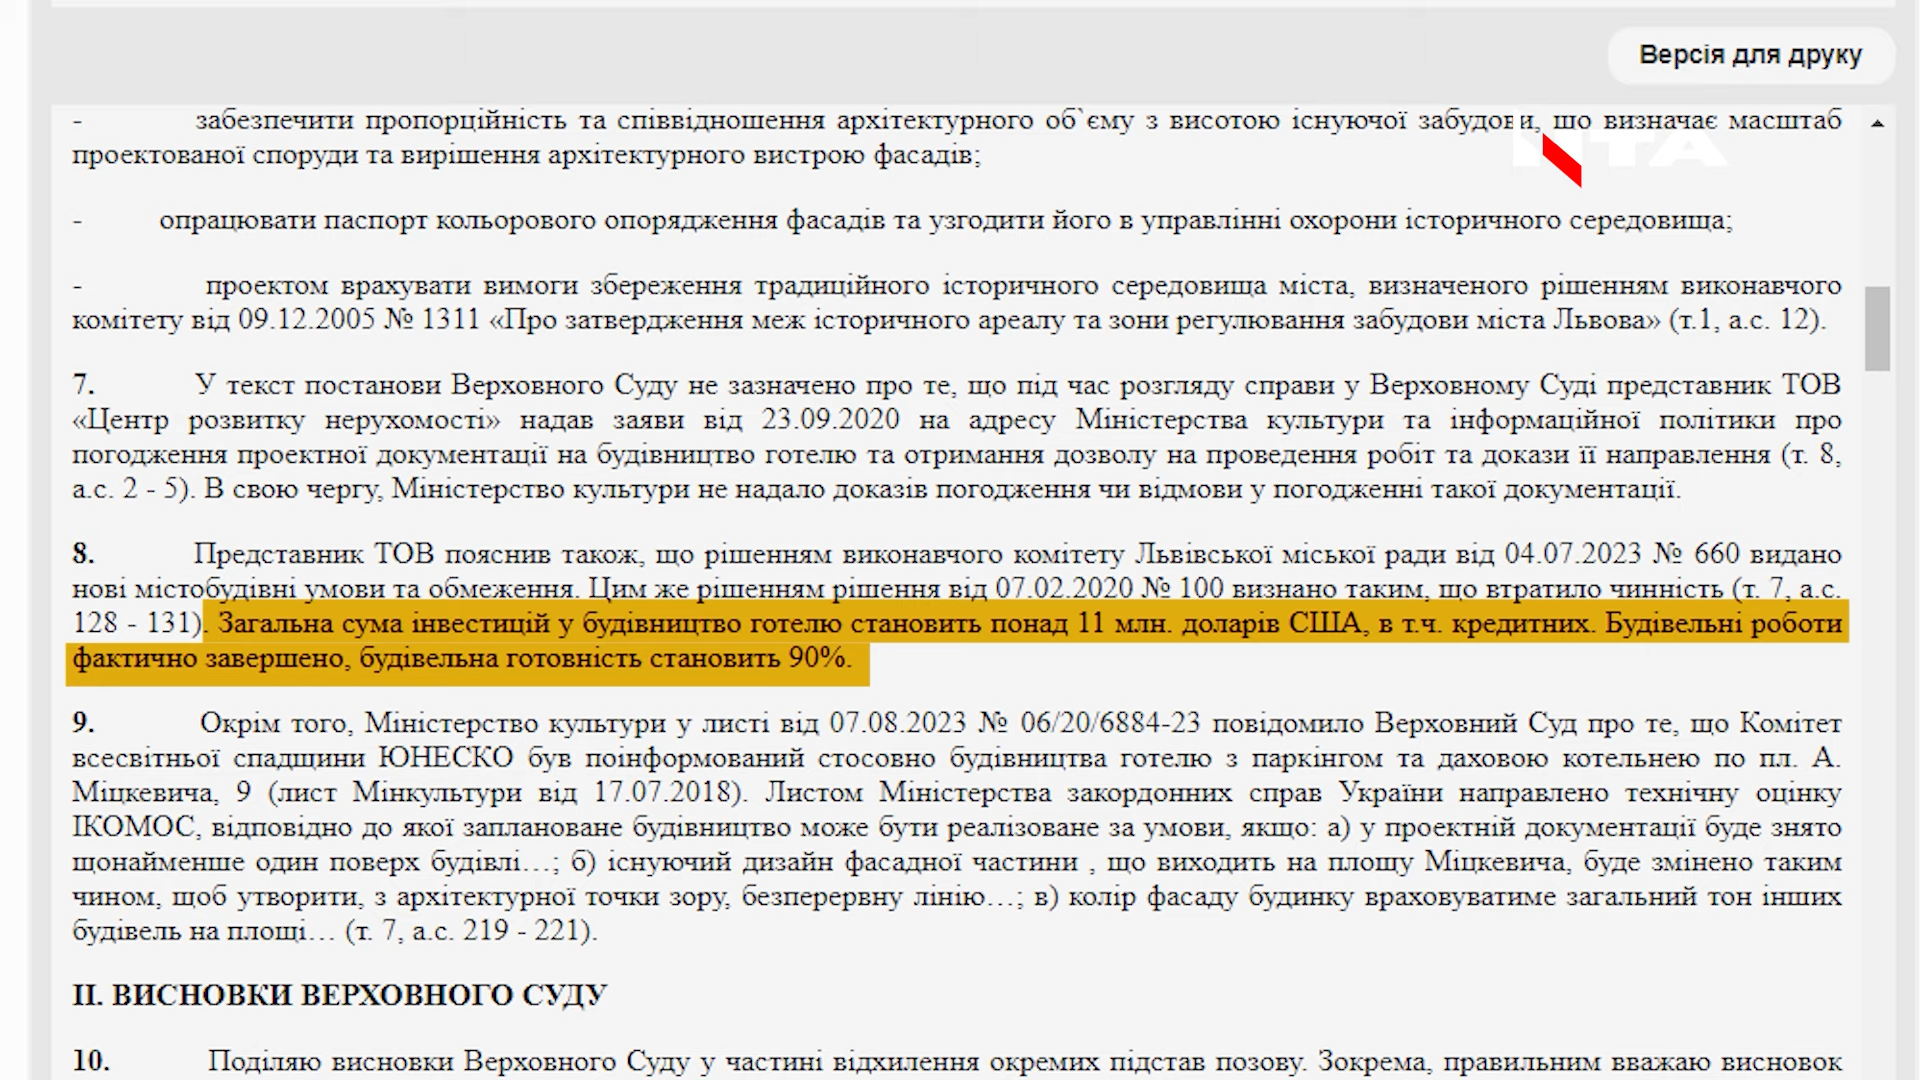 Версія для друку
- забезпечити пропорційність та співвідношення архітектурного об`єму з висотою існуючої забудови, що визначає масштаб
проектованої споруди та вирішення архітектурного вистрою фасадів;
NTA
- опрацювати паспорт кольорового опорядження фасадів та узгодити його в управлінні охорони історичного середовища;
- проектом врахувати вимоги збереження традиційного історичного середовища міста, визначеного рішенням виконавчого
комітету від 09.12.2005 № 1311 «Про затвердження меж історичного ареалу та зони регулювання забудови міста Львова» (т.1, а.с. 12).
7. У текст постанови Верховного Суду не зазначено про те, що під час розгляду справи у Верховному Суді представник ТОВ
«Центр розвитку нерухомості» надав заяви від 23.09.2020 на адресу Міністерства культури та інформаційної політики про
погодження проектної документації на будівництво готелю та отримання дозволу на проведення робіт та докази її направлення (т. 8,
а.с. 2 - 5). В свою чергу, Міністерство культури не надало доказів погодження чи відмови у погодженні такої документації.
8. Представник ТОВ пояснив також, що рішенням виконавчого комітету Львівської міської ради від 04.07.2023 № 660 видано
нові містобудівні умови та обмеження. Цим же рішенням рішення від 07.02.2020 № 100 визнано таким, що втратило чинність (т. 7, а.с.
128 - 131). Загальна сума інвестицій у будівництво готелю становить понад 11 млн. доларів США, в т.ч. кредитних. Будівельні роботи
фактично завершено, будівельна готовність становить 90%.
9. Окрім того, Міністерство культури у листі від 07.08.2023 № 06/20/6884-23 повідомило Верховний Суд про те, що Комітет
всесвітньої спадщини ЮНЕСКО був поінформований стосовно будівництва готелю з паркінгом та даховою котельнею по пл. А.
Міцкевича, 9 (лист Мінкультури від 17.07.2018). Листом Міністерства закордонних справ України направлено технічну оцінку
ІКОМОС, відповідно до якої заплановане будівництво може бути реалізоване за умови, якщо: а) у проектній документації буде знято
щонайменше один поверх будівлі…; б) існуючий дизайн фасадної частини , що виходить на площу Міцкевича, буде змінено таким
чином, щоб утворити, з архітектурної точки зору, безперервну лінію…; в) колір фасаду будинку враховуватиме загальний тон інших
будівель на площі… (т. 7, а.с. 219 - 221).
ІІ. ВИСНОВКИ ВЕРХОВНОГО СУДУ
10. Поділяю висновки Верховного Суду у частині відхилення окремих підстав позову. Зокрема, правильним вважаю висновок